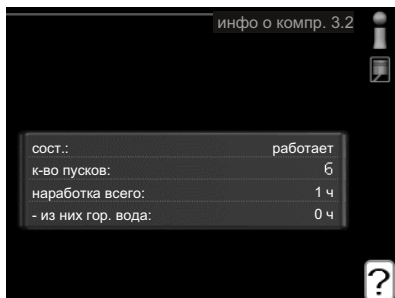 инфо о компр. 3.2
сост.: работает
к-во пусков: 6
наработка всего: 1 ч
- из них гор. вода: 0 ч
?